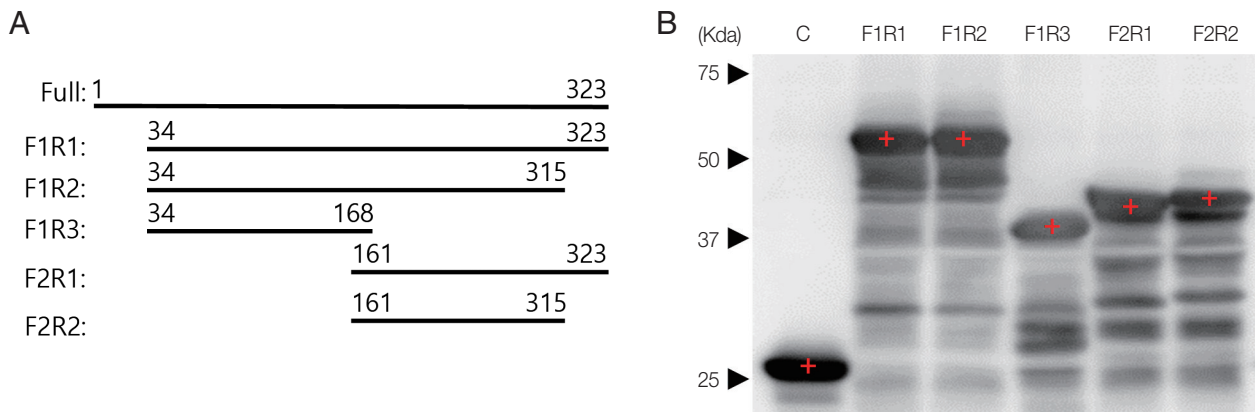 A
Full: 1 323
F1R1: 34 323
F1R2: 34 315
F1R3: 34 168
F2R1: 161 323
F2R2: 161 315
B
(Kda) C F1R1 F1R2 F1R3 F2R1 F2R2
75
50
37
25